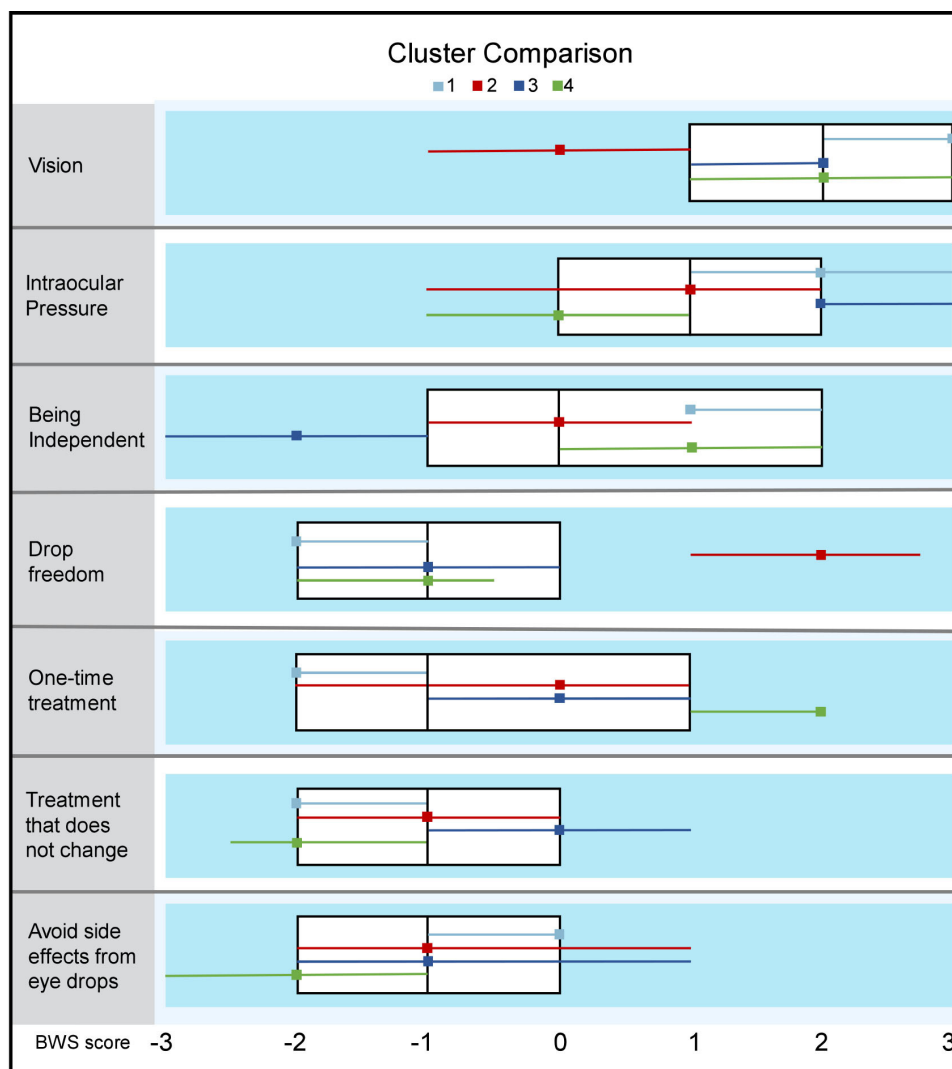 Cluster Comparison
1 2 3 4
Vision
Intraocular
Pressure
Being
Independent
Drop
freedom
One-time
treatment
Treatment
that does
not change
Avoid side
effects from
eye drops
BWS score -3 -2 -1 0 1 2 3